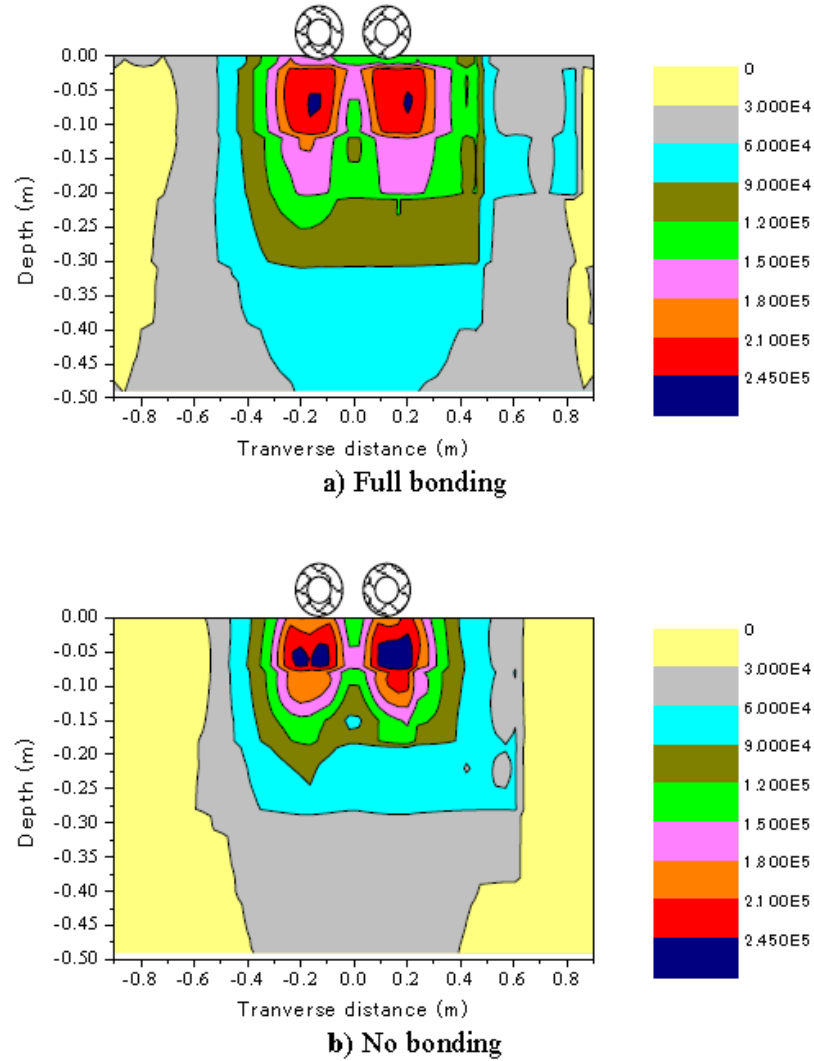 0.00
-0.05
-0.10
-0.15
-0.20
-0.25
-0.30
-0.35
-0.40
-0.45
-0.50
Depth (m)
-0.8 -0.6 -0.4 -0.2 0.0 0.2 0.4 0.6 0.8
Tranverse distance (m)
0
3.000E4
6.000E4
9.000E4
1.200E5
1.500E5
1.800E5
2.100E5
2.450E5
a) Full bonding
0.00
-0.05
-0.10
-0.15
-0.20
-0.25
-0.30
-0.35
-0.40
-0.45
-0.50
Depth (m)
-0.8 -0.6 -0.4 -0.2 0.0 0.2 0.4 0.6 0.8
Tranverse distance (m)
0
3.000E4
6.000E4
9.000E4
1.200E5
1.500E5
1.800E5
2.100E5
2.450E5
b) No bonding